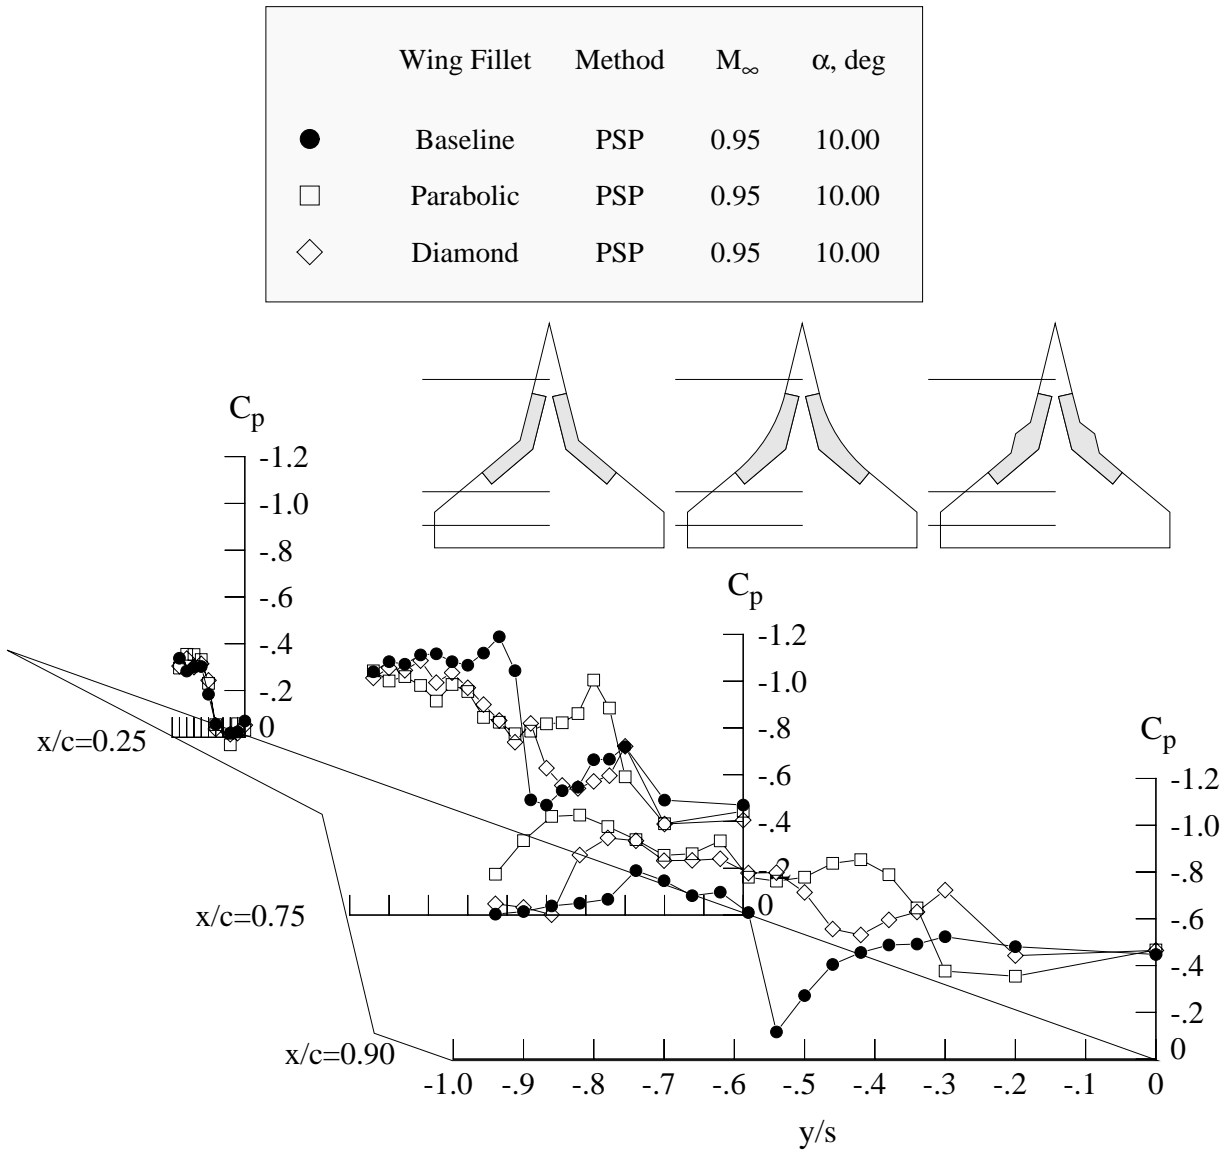 Wing Fillet Method M∞ α, deg
Baseline PSP 0.95 10.00
Parabolic PSP 0.95 10.00
Diamond PSP 0.95 10.00
Cp
-1.2
-1.0
-.8
-.6
-.4
-.2
0
x/c=0.25
Cp
-1.2
-1.0
-.8
-.6
-.4
-.2
0
x/c=0.75
Cp
-1.2
-1.0
-.8
-.6
-.4
-.2
0
x/c=0.90
-1.0 -.9 -.8 -.7 -.6 -.5 -.4 -.3 -.2 -.1 0
y/s